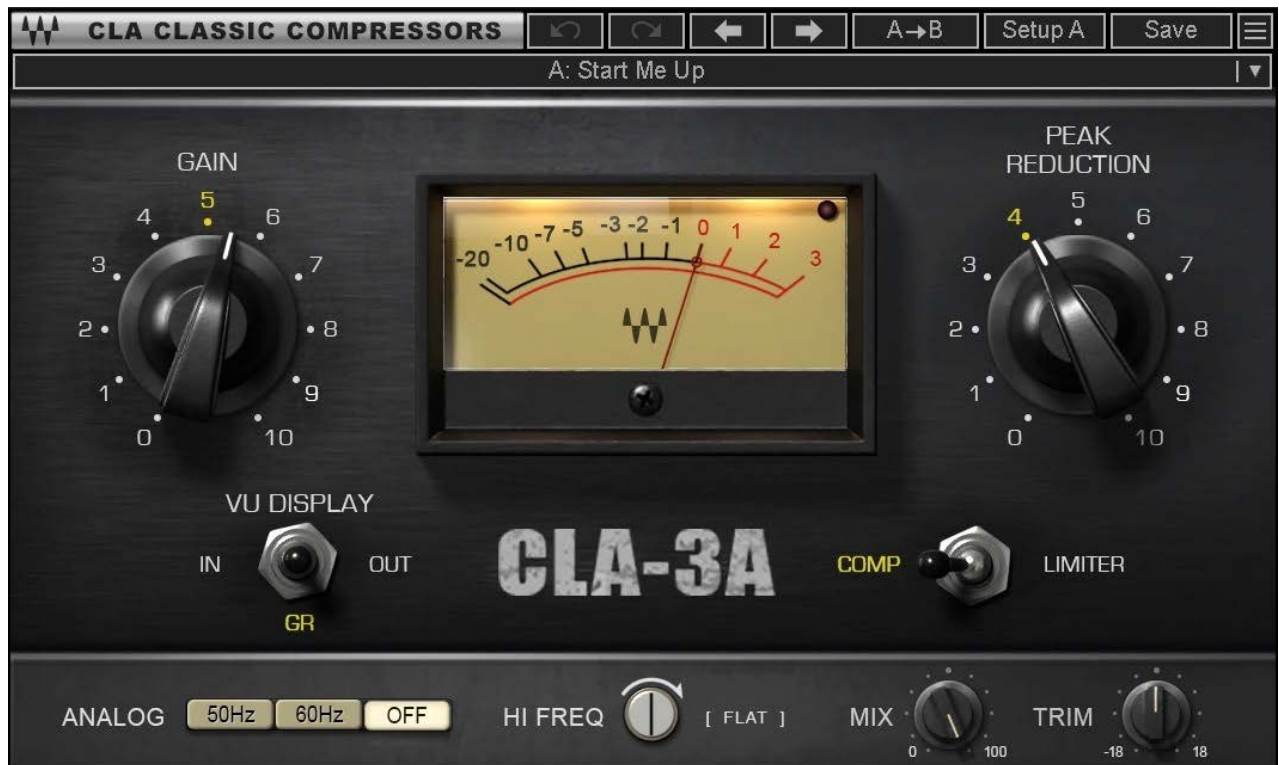 CLA CLASSIC COMPRESSORS A→B Setup A Save
A: Start Me Up
GAIN
0 1 2 3 4 5 6 7 8 9 10
-20 -10 -7 -5 -3 -2 -1 0 1 2 3
PEAK
REDUCTION
0 1 2 3 4 5 6 7 8 9 10
VU DISPLAY
IN OUT
GR
CLA-3A
COMP LIMITER
ANALOG 50Hz 60Hz OFF
HI FREQ [ FLAT ]
MIX
0 100
TRIM
-18 18